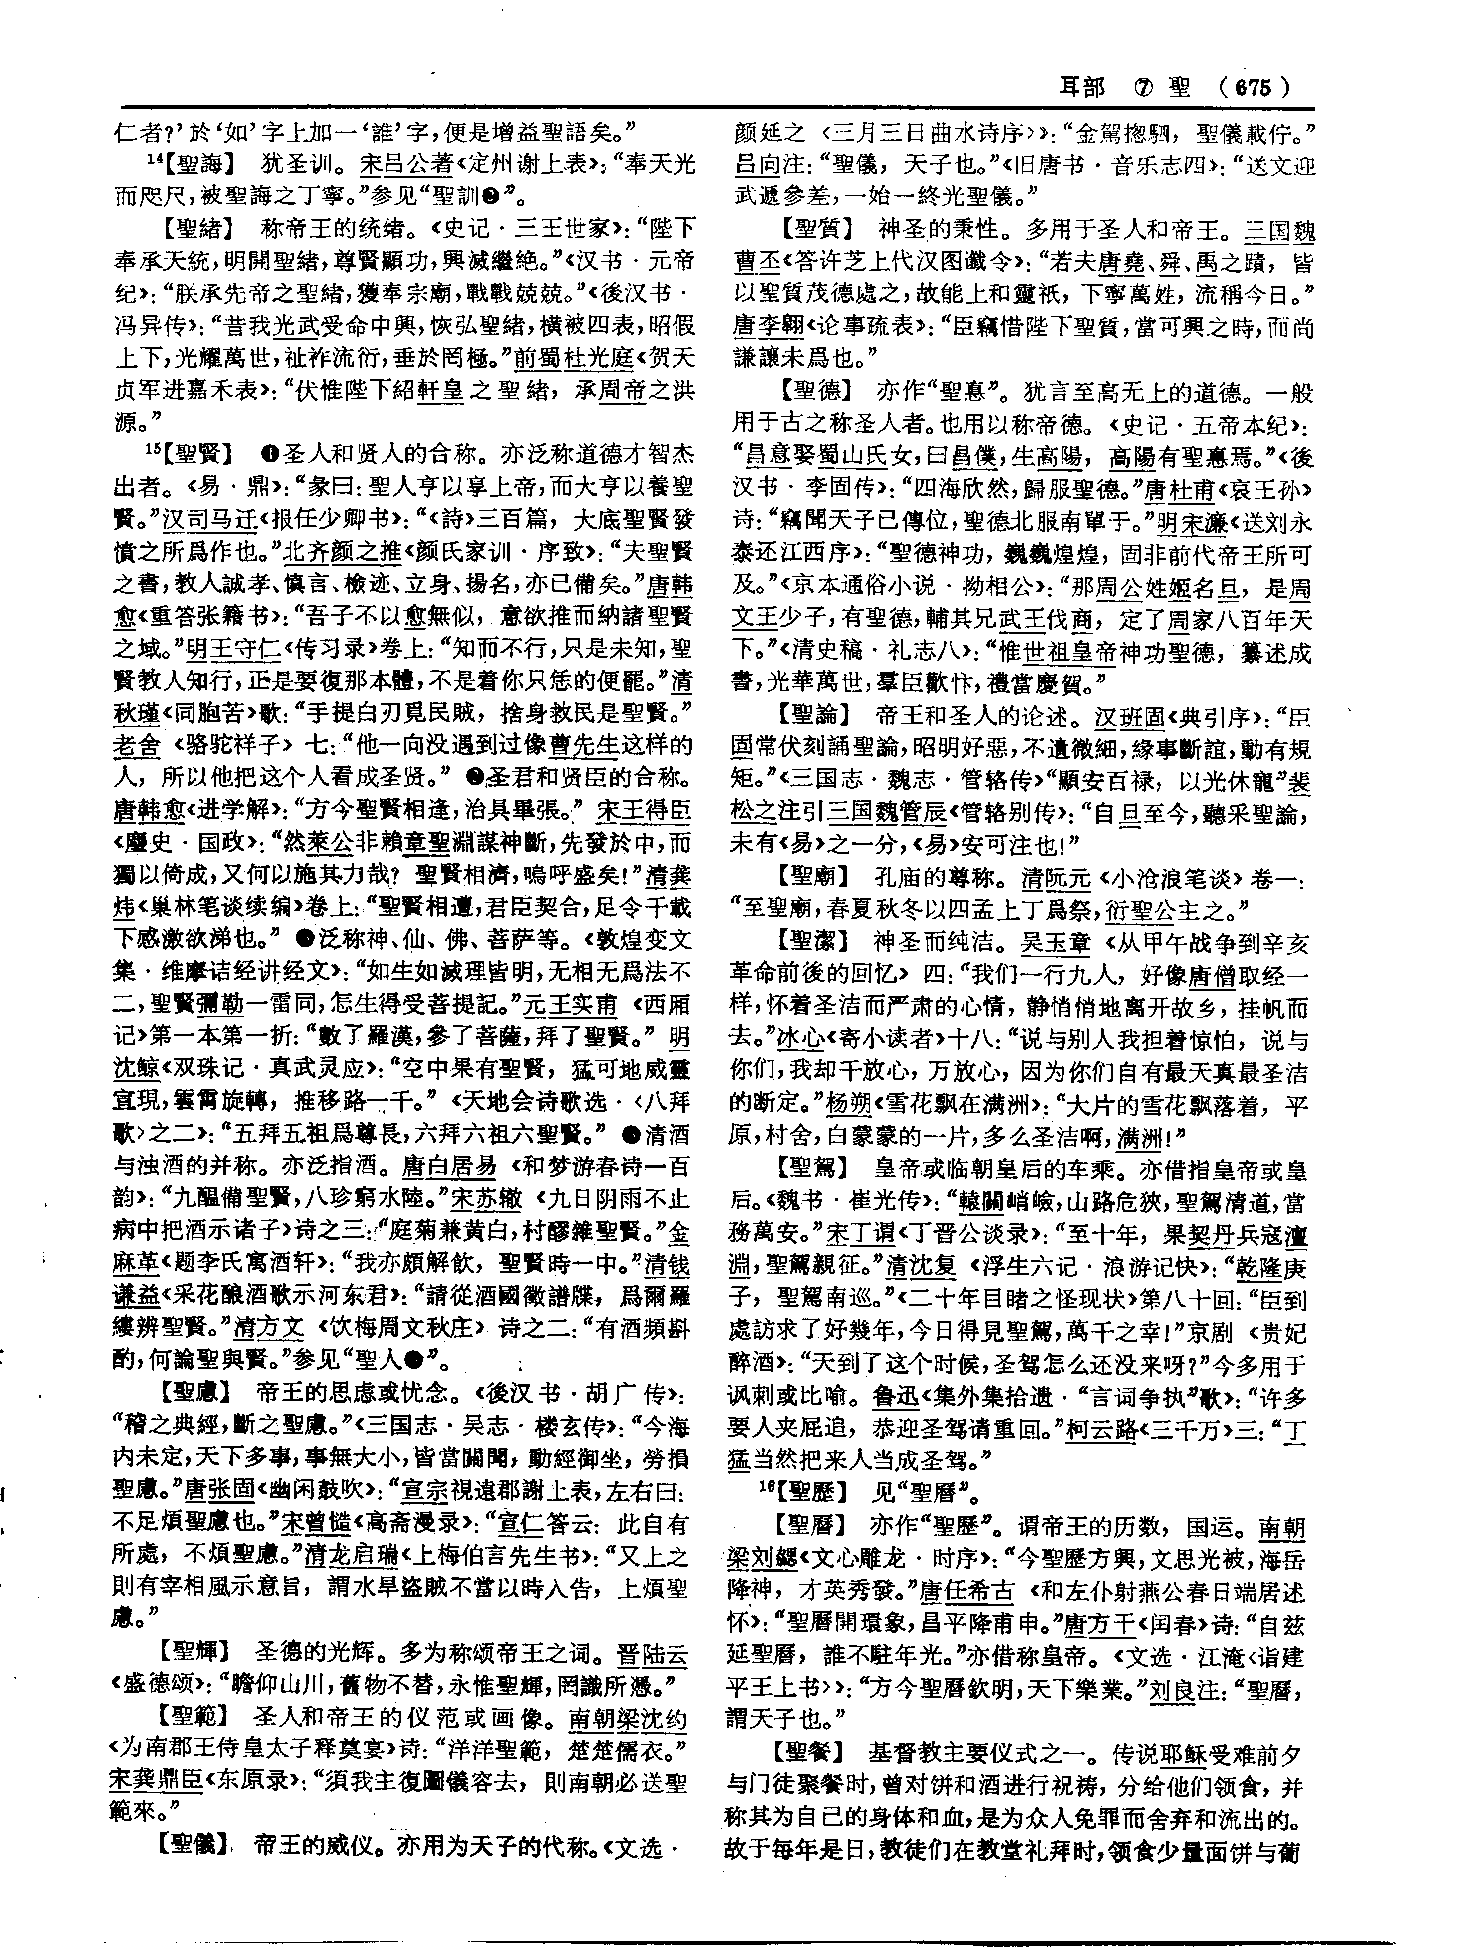 耳部　⑦　聖　（675）
仁者?’於‘如’字上加一‘誰’字，便是增益聖語矣。”
14【聖誨】　犹圣训。宋吕公著《定州谢上表》：“奉天光
而咫尺，被聖誨之丁寧。”参见“聖訓❷”。
【聖緒】　称帝王的统绪。《史记·三王世家》：“陛下
奉承天統，明開聖緒，尊賢顯功，興滅繼绝。”《汉书·元帝
纪》：“朕承先帝之聖緒，獲奉宗廟，戰戰兢兢。”《後汉书·
冯异传》：“昔我光武受命中興，恢弘聖緒，横被四表，昭假
上下，光耀萬世，祉祚流衍，垂於罔極。”前蜀杜光庭《贺天
贞军进嘉禾表》：“伏惟陛下紹軒皇之聖緒，承周帝之洪
源。”
15【聖賢】　❶圣人和贤人的合称。亦泛称道德才智杰
出者。《易·鼎》：“彖曰：聖人亨以享上帝，而大亨以養聖
賢。”汉司马迁《报任少卿书》：“《詩》三百篇，大底聖賢發
憤之所爲作也。”北齐颜之推《颜氏家训·序致》：“夫聖賢
之書，教人誠孝、慎言、檢迹、立身、揚名，亦已備矣。”唐韩
愈《重答张籍书》：“吾子不以愈無似，意欲推而納諸聖賢
之域。”明王守仁《传习录》卷上：“知而不行，只是未知，聖
賢教人知行，正是要復那本體，不是着你只恁的便罷。”清
秋瑾《同胞苦》歌：“手提白刃覓民賊，捨身救民是聖賢。”
老舍《骆驼祥子》七：“他一向没遇到过像曹先生这样的
人，所以他把这个人看成圣贤。”❷圣君和贤臣的合称。
唐韩愈《进学解》：“方今聖賢相逢，治具畢張。”宋王得臣
《麈史·国政》：“然萊公非賴章聖淵謀神斷，先發於中，而
獨以倚成，又何以施其力哉？聖賢相濟，嗚呼盛矣！”清龚
炜《巢林笔谈续编》卷上：“聖賢相遭，君臣契合，足令千載
下感激欲涕也。”❸泛称神、仙、佛、菩萨等。《敦煌变文
集·维摩诘经讲经文》：“如生如滅理皆明，无相无爲法不
二，聖賢彌勒一雷同，怎生得受菩提記。”元王实甫《西厢
记》第一本第一折：“數了羅漢，參了菩薩，拜了聖賢。”明
沈鲸《双珠记·真武灵应》：“空中果有聖賢，猛可地威靈
宣現，雲霄旋轉，推移路一千。”《天地会诗歌选·〈八拜
歌〉之二》：“五拜五祖爲尊長，六拜六祖六聖賢。”❹清酒
与浊酒的并称。亦泛指酒。唐白居易《和梦游春诗一百
韵》：“九醖備聖賢，八珍窮水陸。”宋苏辙《九日阴雨不止
病中把酒示诸子》诗之三：“庭菊兼黄白，村醪雜聖賢。”金
麻革《题李氏寓酒轩》：“我亦頗解飲，聖賢時一中。”清钱
谦益《采花酿酒歌示河东君》：“請從酒國徵譜牒，爲爾羅
縷辨聖賢。”清方文《饮梅周文秋庄》诗之二：“有酒頻斟
酌，何論聖與賢。”参见“聖人❸”。
【聖慮】　帝王的思虑或忧念。《後汉书·胡广传》：
“稽之典經，斷之聖慮。”《三国志·吴志·楼玄传》：“今海
内未定，天下多事，事無大小，皆當關聞，動經御坐，勞損
聖慮。”唐张固《幽闲鼓吹》：“宣宗視遠郡謝上表，左右曰：
不足煩聖慮也。”宋曾慥《高斋漫录》：“宣仁答云：此自有
所處，不煩聖慮。”清龙启瑞《上梅伯言先生书》：“又上之
則有宰相風示意旨，謂水旱盜賊不當以時入告，上煩聖
慮。”
【聖輝】　圣德的光辉。多为称颂帝王之词。晋陆云
《盛德颂》：“瞻仰山川，舊物不替，永惟聖輝，罔識所憑。”
【聖範】　圣人和帝王的仪范或画像。南朝梁沈约
《为南郡王侍皇太子释奠宴》诗：“洋洋聖範，楚楚儒衣。”
宋龚鼎臣《东原录》：“須我主復圖儀容去，則南朝必送聖
範來。”
【聖儀】　帝王的威仪。亦用为天子的代称。《文选·
颜延之〈三月三日曲水诗序〉》：“金駕摠駟，聖儀載佇。”
吕向注：“聖儀，天子也。”《旧唐书·音乐志四》：“送文迎
武遞參差，一始一終光聖儀。”
【聖質】　神圣的秉性。多用于圣人和帝王。三国魏
曹丕《答许芝上代汉图谶令》：“若夫唐堯、舜、禹之蹟，皆
以聖質茂德處之，故能上和靈祇，下寧萬姓，流稱今日。”
唐李翱《论事疏表》：“臣竊惜陛下聖質，當可興之時，而尚
謙讓未爲也。”
【聖德】　亦作“聖悳”。犹言至高无上的道德。一般
用于古之称圣人者。也用以称帝德。《史记·五帝本纪》：
“昌意娶蜀山氏女，曰昌僕，生高陽，高陽有聖悳焉。”《後
汉书·李固传》：“四海欣然，歸服聖德。”唐杜甫《哀王孙》
诗：“竊聞天子已傳位，聖德北服南單于。”明宋濂《送刘永
泰还江西序》：“聖德神功，巍巍煌煌，固非前代帝王所可
及。”《京本通俗小说·拗相公》：“那周公姓姬名旦，是周
文王少子，有聖德，輔其兄武王伐商，定了周家八百年天
下。”《清史稿·礼志八》：“惟世祖皇帝神功聖德，纂述成
書，光華萬世，羣臣歡忭，禮當慶賀。”
【聖論】　帝王和圣人的论述。汉班固《典引序》：“臣
固常伏刻誦聖論，昭明好惡，不遺微細，緣事斷誼，動有規
矩。”《三国志·魏志·管辂传》“顯安百禄，以光休寵”裴
松之注引三国魏管辰《管辂别传》：“自旦至今，聽采聖論，
未有《易》之一分，《易》安可注也！”
【聖廟】　孔庙的尊称。清阮元《小沧浪笔谈》卷一：
“至聖廟，春夏秋冬以四孟上丁爲祭，衍聖公主之。”
【聖潔】　神圣而纯洁。吴玉章《从甲午战争到辛亥
革命前後的回忆》四：“我们一行九人，好像唐僧取经一
样，怀着圣洁而严肃的心情，静悄悄地离开故乡，挂帆而
去。”冰心《寄小读者》十八：“说与别人我担着惊怕，说与
你们，我却千放心，万放心，因为你们自有最天真最圣洁
的断定。”杨朔《雪花飘在满洲》：“大片的雪花飘落着，平
原，村舍，白蒙蒙的一片，多么圣洁啊，满洲！”
【聖駕】　皇帝或临朝皇后的车乘。亦借指皇帝或皇
后。《魏书·崔光传》：“轘關峭嶮，山路危狹，聖駕清道，當
務萬安。”宋丁谓《丁晋公谈录》：“至十年，果契丹兵寇澶
淵，聖駕親征。”清沈复《浮生六记·浪游记快》：“乾隆庚
子，聖駕南巡。”《二十年目睹之怪现状》第八十回：“臣到
處訪求了好幾年，今日得見聖駕，萬千之幸！”京剧《贵妃
醉酒》：“天到了这个时候，圣驾怎么还没来呀？”今多用于
讽刺或比喻。鲁迅《集外集拾遗·“言词争执”歌》：“许多
要人夹屁追，恭迎圣驾请重回。”柯云路《三千万》三：“丁
猛当然把来人当成圣驾。”
16【聖歷】　见“聖曆”。
【聖曆】　亦作“聖歷”。谓帝王的历数，国运。南朝
梁刘勰《文心雕龙·时序》：“今聖歷方興，文思光被，海岳
降神，才英秀發。”唐任希古《和左仆射燕公春日端居述
怀》：“聖曆開環象，昌平降甫申。”唐方干《闰春》诗：“自兹
延聖曆，誰不駐年光。”亦借称皇帝。《文选·江淹〈诣建
平王上书〉》：“方今聖曆欽明，天下樂業。”刘良注：“聖曆，
謂天子也。”
【聖餐】　基督教主要仪式之一。传说耶稣受难前夕
与门徒聚餐时，曾对饼和酒进行祝祷，分给他们领食，并
称其为自己的身体和血，是为众人免罪而舍弃和流出的。
故于每年是日，教徒们在教堂礼拜时，领食少量面饼与葡